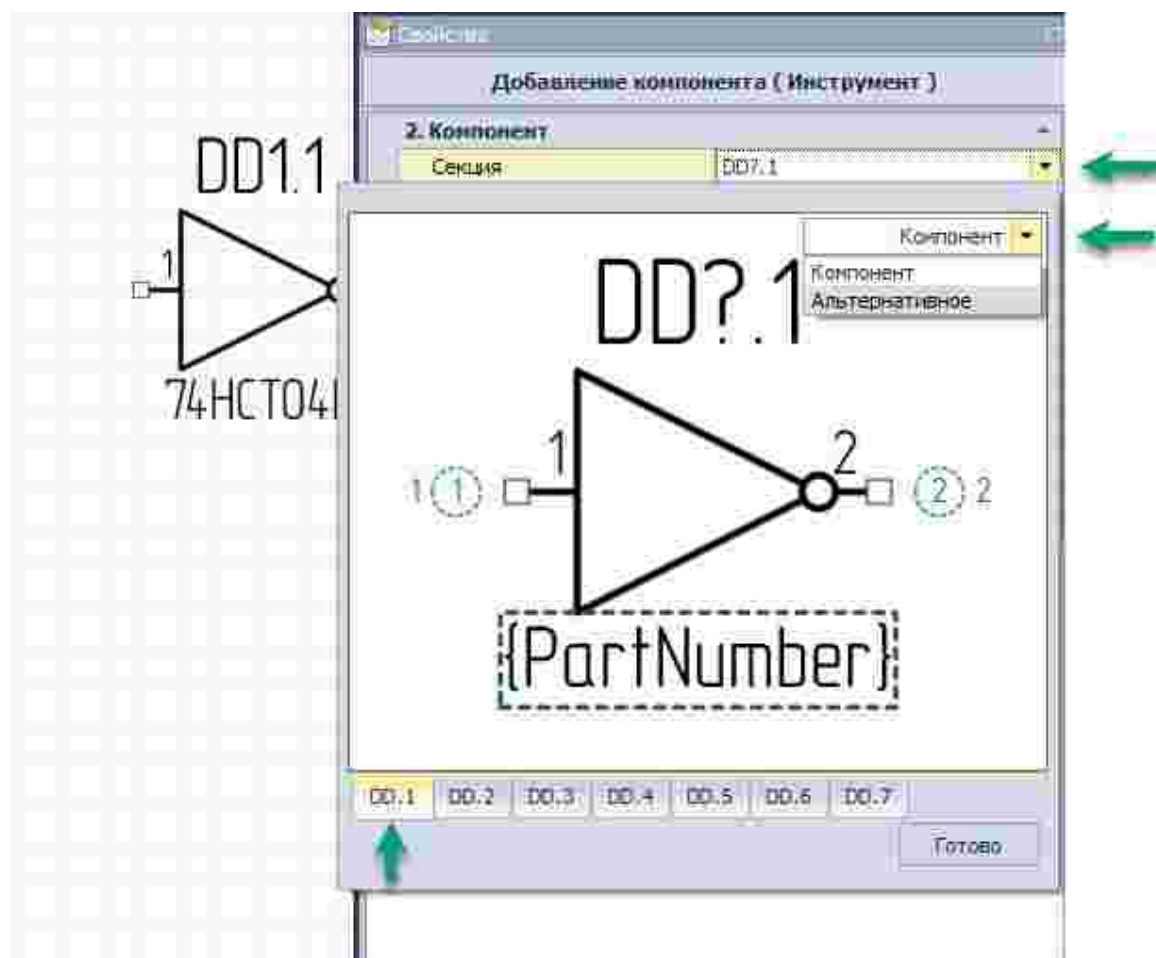 Свойства
Добавление компонента ( Инструмент )
2. Компонент
Секция
DD?.1
DD1.1
1
74HCT04
Компонент
Компонент
Альтернативное
DD?.1
1
2
1
1
2
2
{PartNumber}
DD.1
DD.2
DD.3
DD.4
DD.5
DD.6
DD.7
Готово